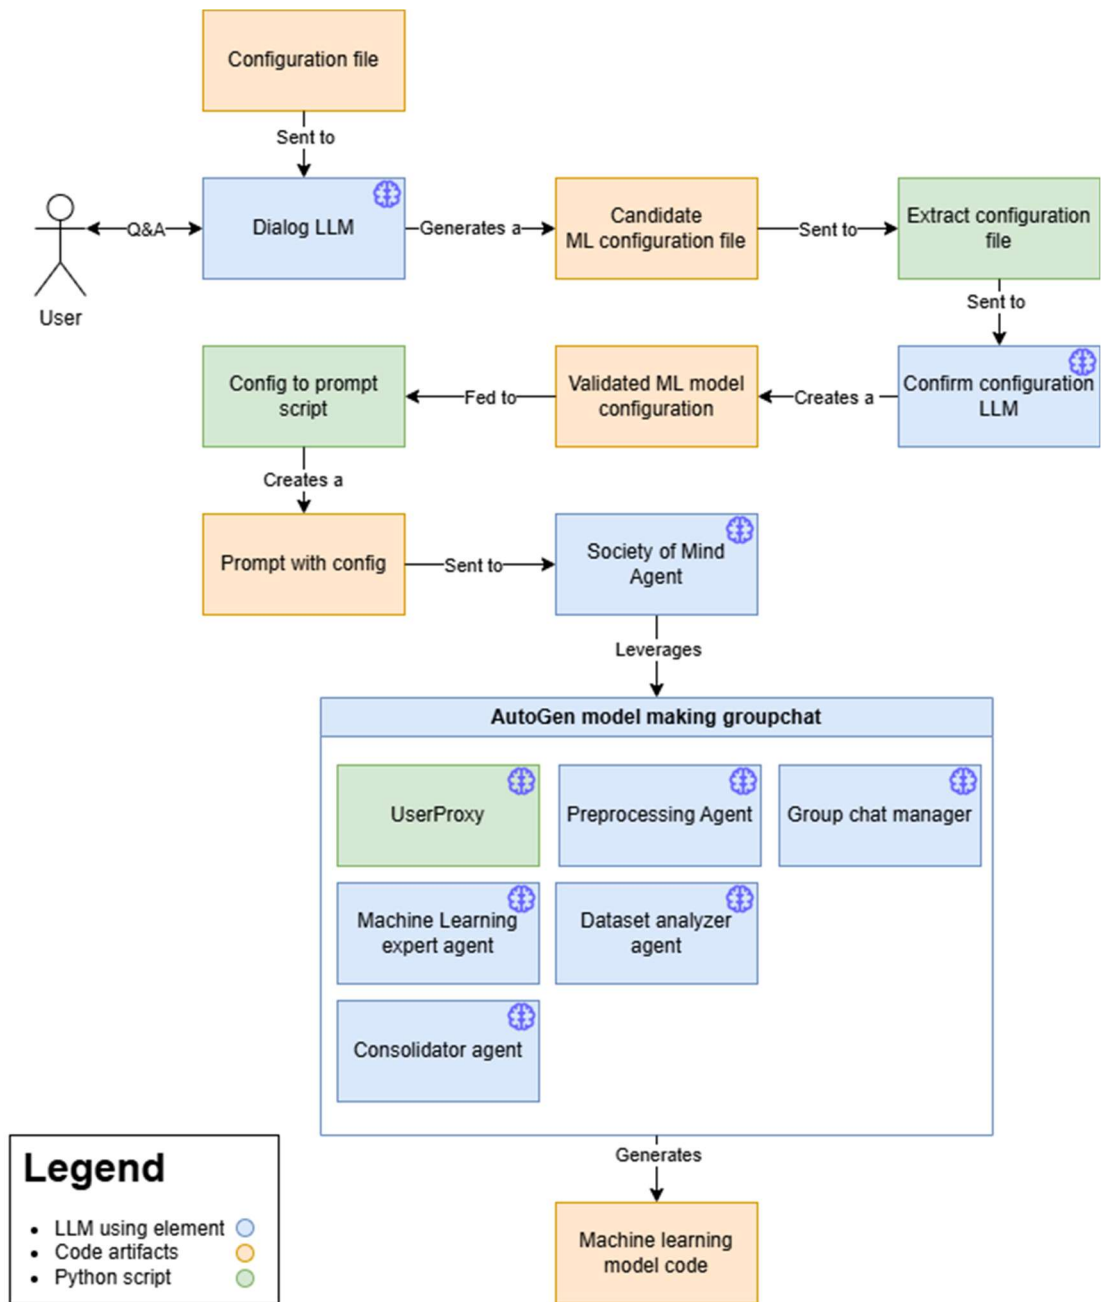 Configuration file
Sent to
Q&A
User
Dialog LLM
Generates a
Candidate
ML configuration file
Sent to
Extract configuration
file
Sent to
Config to prompt
script
Fed to
Validated ML model
configuration
Creates a
Confirm configuration
LLM
Creates a
Prompt with config
Sent to
Society of Mind
Agent
Leverages
AutoGen model making groupchat
UserProxy
Preprocessing Agent
Group chat manager
Machine Learning
expert agent
Dataset analyzer
agent
Consolidator agent
Generates
Machine learning
model code
Legend
• LLM using element
• Code artifacts
• Python script